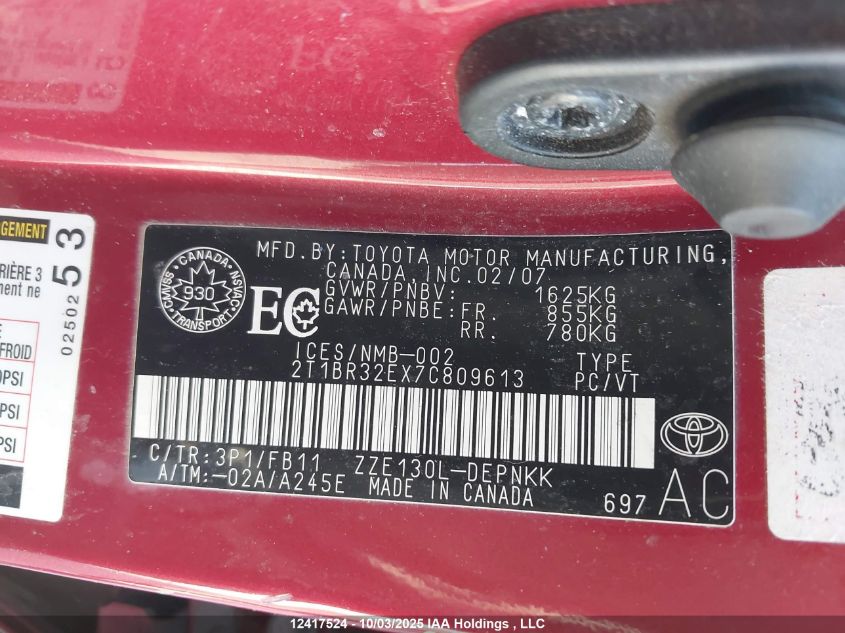 GEMENT
RIÈRE 3
ment ne
FROID
0PSI
PSI
PSI
02502
53
MFD.BY:TOYOTA MOTOR MANUFACTURING,
CANADA, INC.02/07
GVWR/PNBV: 1625KG
GAWR/PNBE:FR. 855KG
RR. 780KG
CANADA
CMVSS
NSVAC
930
TRANSPORT
EC
ICES/NMB-002 TYPE
2T1BR32EX7C809613 PC/VT
C/TR:3P1/FB11 ZZE130L-DEPNKK
A/TM:-02A/A245E MADE IN CANADA
697 AC
12417524 - 10/03/2025 IAA Holdings , LLC